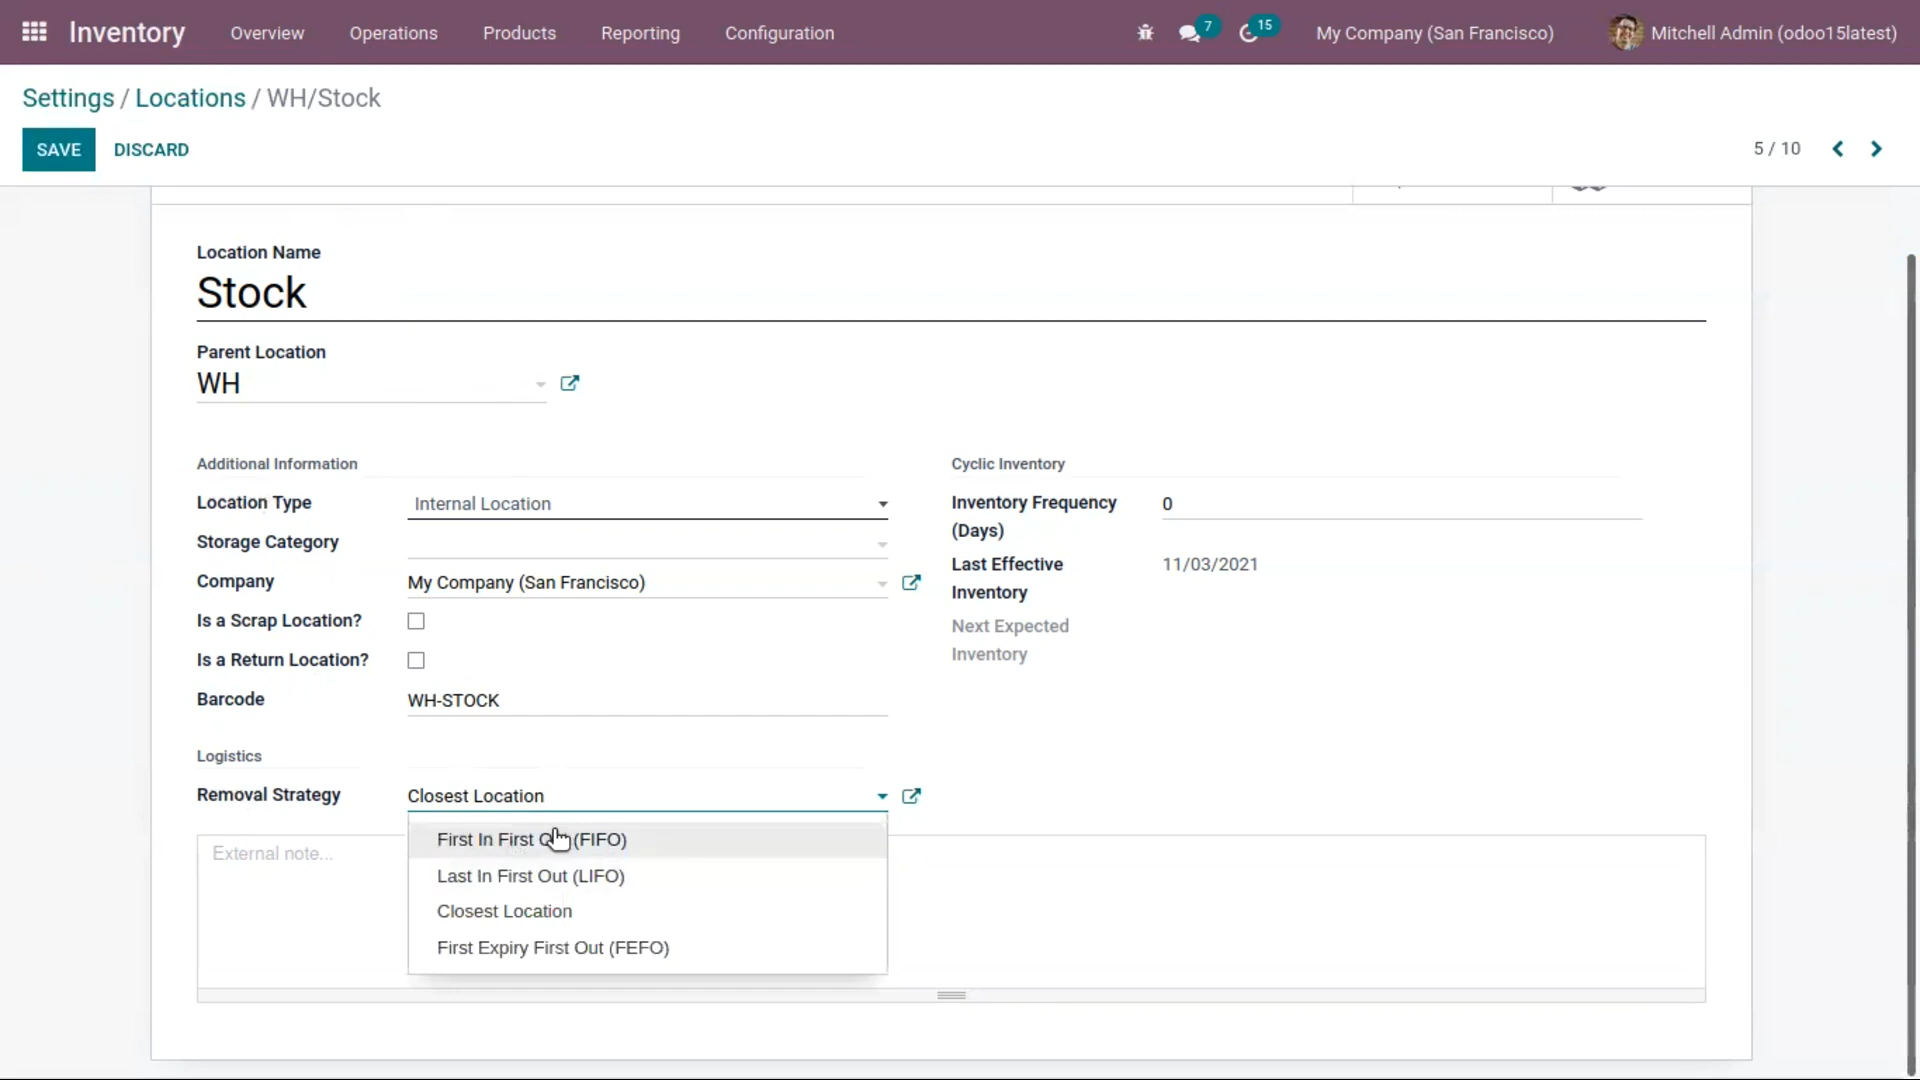 Inventory Overview Operations Products Reporting Configuration 7 15 My Company (San Francisco) Mitchell Admin (odoo15latest)
Settings / Locations / WH/Stock
SAVE DISCARD 5 / 10
Location Name
Stock
Parent Location
WH
Additional Information Cyclic Inventory
Location Type Internal Location Inventory Frequency (Days) 0
Storage Category
Company My Company (San Francisco) Last Effective Inventory 11/03/2021
Is a Scrap Location?
Next Expected Inventory
Is a Return Location?
Barcode WH-STOCK
Logistics
Removal Strategy Closest Location
First In First (FIFO)
External note...
Last In First Out (LIFO)
Closest Location
First Expiry First Out (FEFO)